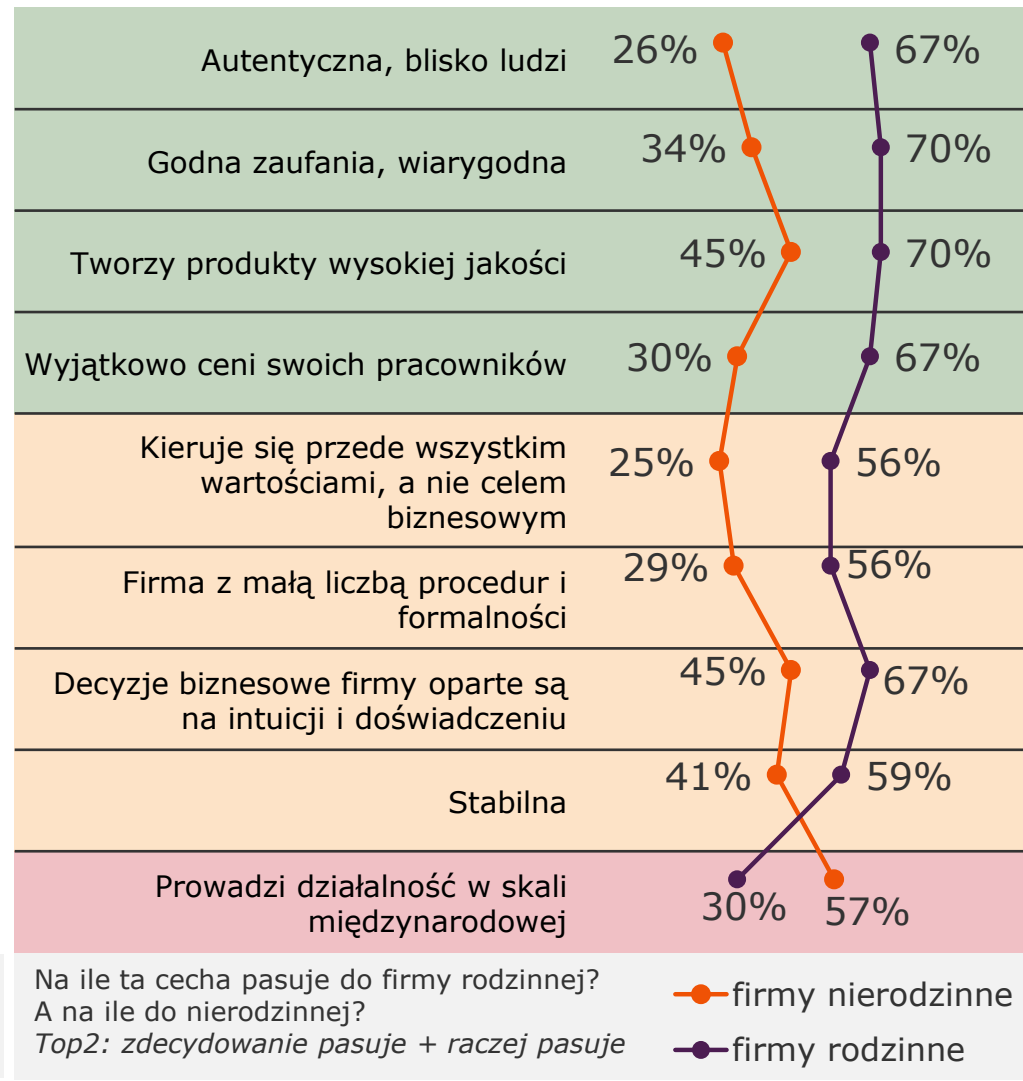 Autentyczna, blisko ludzi 26% 67%
Godna zaufania, wiarygodna 34% 70%
Tworzy produkty wysokiej jakości 45% 70%
Wyjątkowo ceni swoich pracowników 30% 67%
Kieruje się przede wszystkim
wartościami, a nie celem 25% 56%
biznesowym
Firma z małą liczbą procedur i 29% 56%
formalności
Decyzje biznesowe firmy oparte są 45% 67%
na intuicji i doświadczeniu
Stabilna 41% 59%
Prowadzi działalność w skali
międzynarodowej 30% 57%
Na ile ta cecha pasuje do firmy rodzinnej?
A na ile do nierodzinnej?
Top2: zdecydowanie pasuje + raczej pasuje
firmy nierodzinne
firmy rodzinne